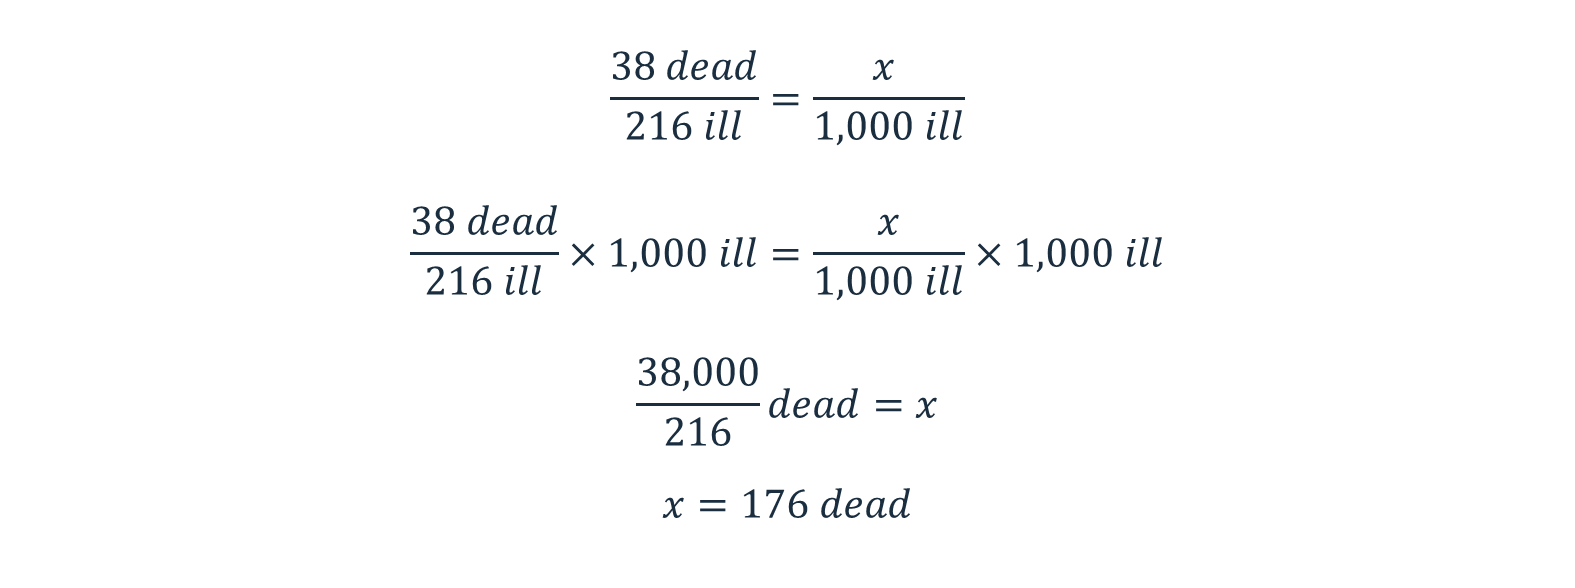 38 dead / 216 ill = x / 1,000 ill
38 dead / 216 ill × 1,000 ill = x / 1,000 ill × 1,000 ill
38,000 / 216 dead = x
x = 176 dead